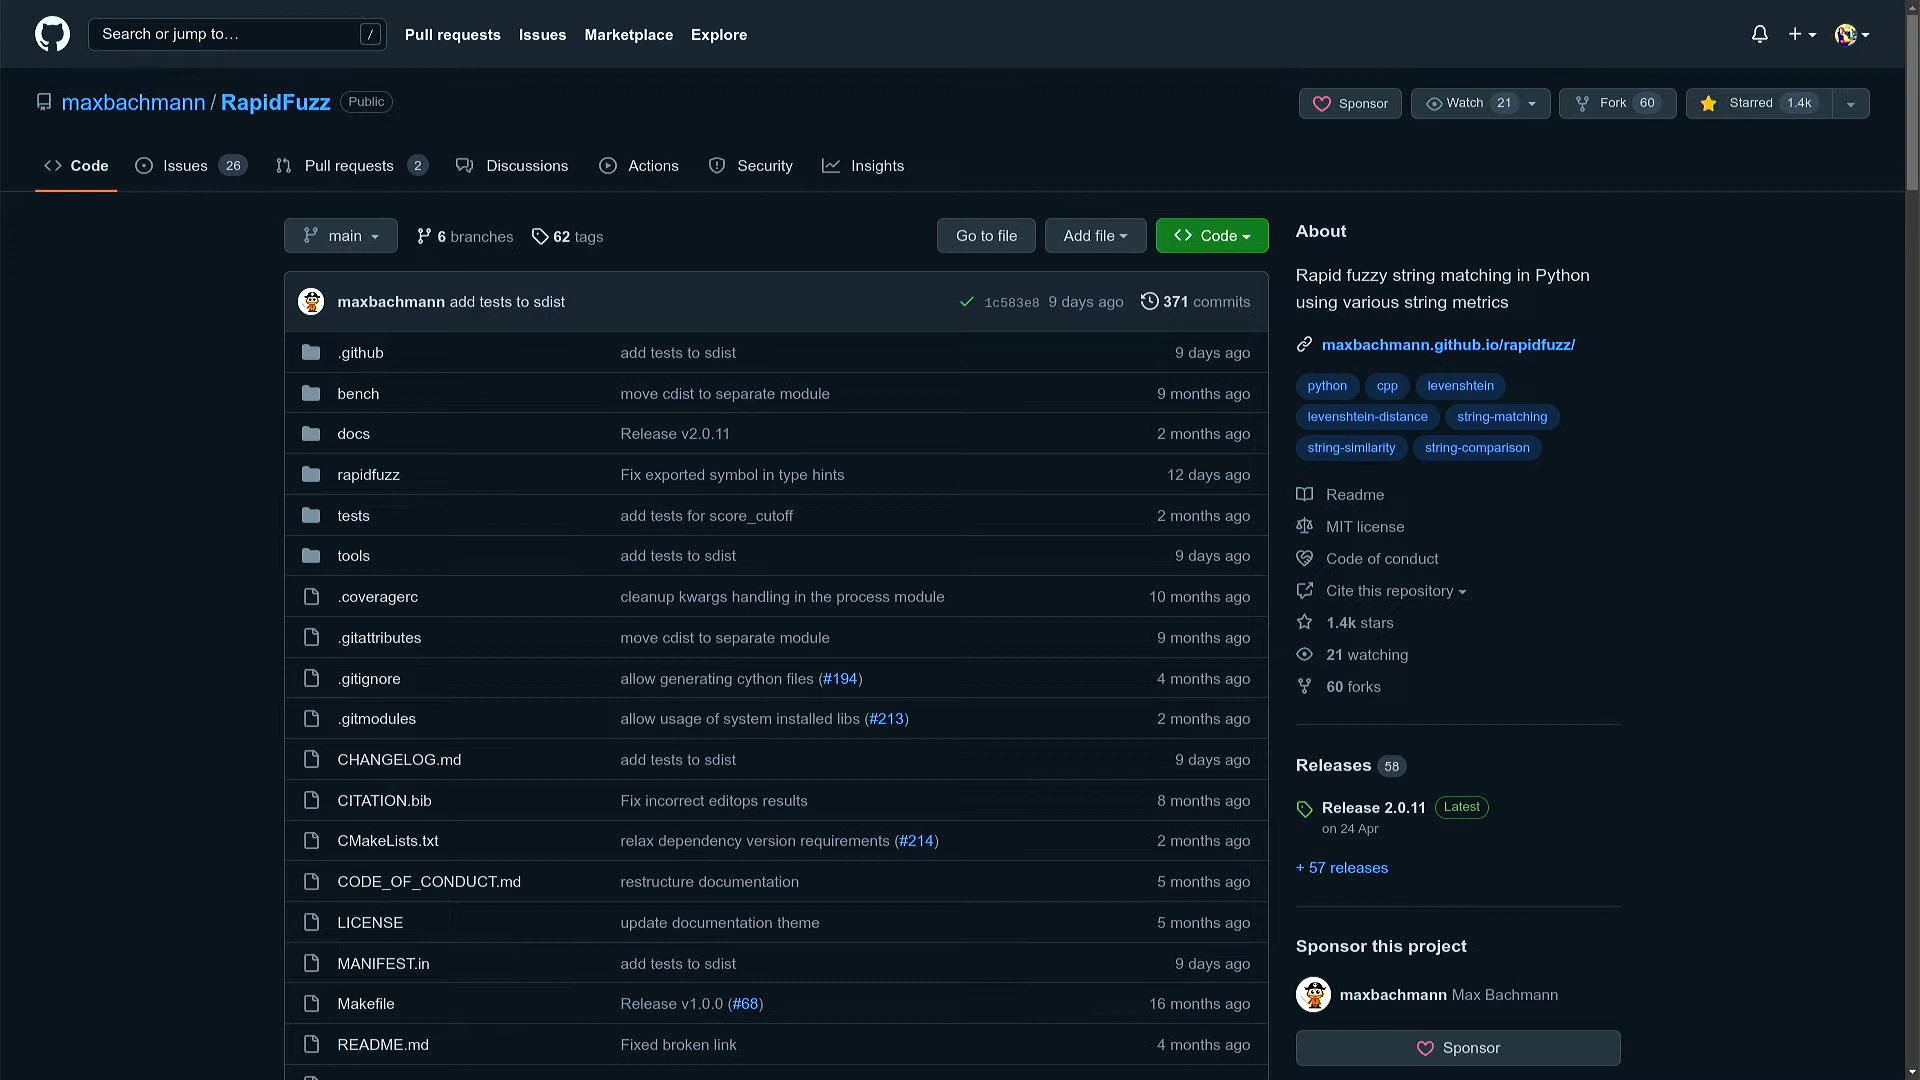 Search or jump to... /
Pull requests Issues Marketplace Explore
maxbachmann / RapidFuzz Public
Sponsor Watch 21 Fork 60 Starred 1.4k
Code Issues 26 Pull requests 2 Discussions Actions Security Insights
main 6 branches 62 tags Go to file Add file Code
maxbachmann add tests to sdist 1c583e8 9 days ago 371 commits
.github add tests to sdist 9 days ago
bench move cdist to separate module 9 months ago
docs Release v2.0.11 2 months ago
rapidfuzz Fix exported symbol in type hints 12 days ago
tests add tests for score_cutoff 2 months ago
tools add tests to sdist 9 days ago
.coveragerc cleanup kwargs handling in the process module 10 months ago
.gitattributes move cdist to separate module 9 months ago
.gitignore allow generating cython files (#194) 4 months ago
.gitmodules allow usage of system installed libs (#213) 2 months ago
CHANGELOG.md add tests to sdist 9 days ago
CITATION.bib Fix incorrect editops results 8 months ago
CMakeLists.txt relax dependency version requirements (#214) 2 months ago
CODE_OF_CONDUCT.md restructure documentation 5 months ago
LICENSE update documentation theme 5 months ago
MANIFEST.in add tests to sdist 9 days ago
Makefile Release v1.0.0 (#68) 16 months ago
README.md Fixed broken link 4 months ago
About
Rapid fuzzy string matching in Python
using various string metrics
maxbachmann.github.io/rapidfuzz/
python cpp levenshtein
levenshtein-distance string-matching
string-similarity string-comparison
Readme
MIT license
Code of conduct
Cite this repository
1.4k stars
21 watching
60 forks
Releases 58
Release 2.0.11 Latest
on 24 Apr
+ 57 releases
Sponsor this project
maxbachmann Max Bachmann
Sponsor